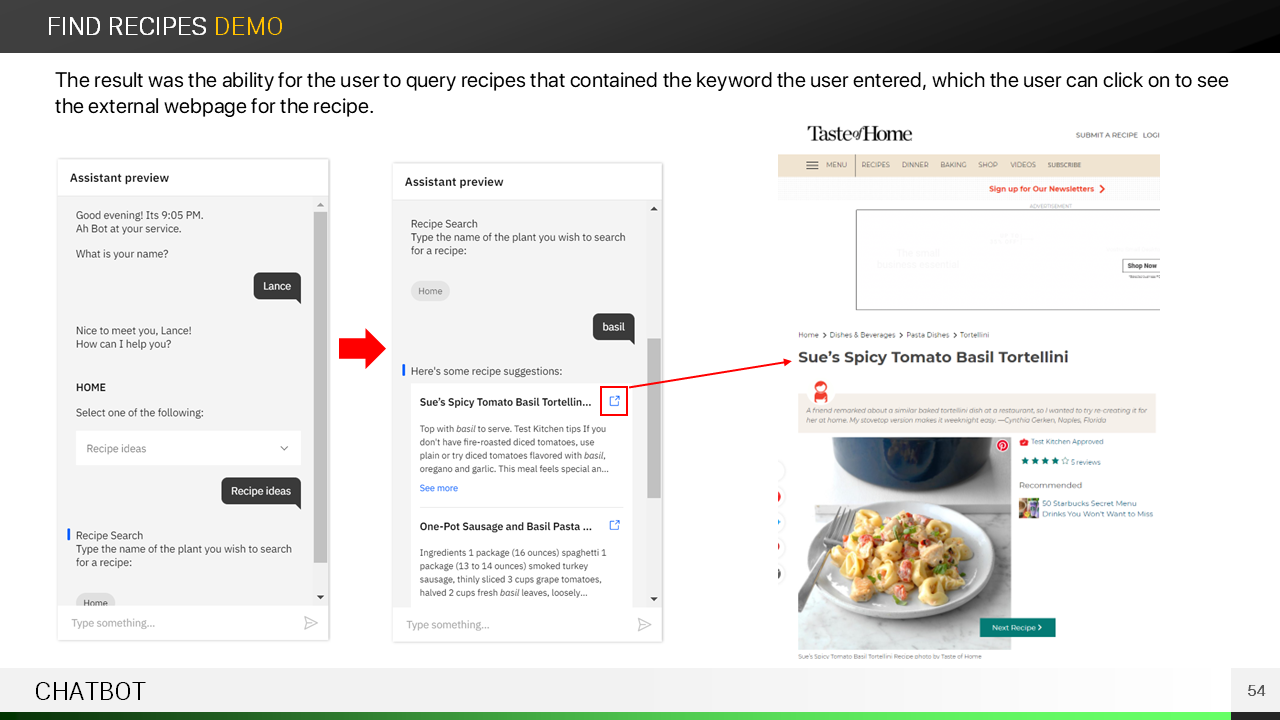 FIND RECIPES DEMO
The result was the ability for the user to query recipes that contained the keyword the user entered, which the user can click on to see
the external webpage for the recipe.
Assistant preview
Good evening! Its 9:05 PM.
Ah Bot at your service.
What is your name?
Lance
Nice to meet you, Lance!
How can I help you?
HOME
Select one of the following:
Recipe ideas
Recipe ideas
Recipe Search
Type the name of the plant you wish to search
for a recipe:
Home
Type something...
Assistant preview
Recipe Search
Type the name of the plant you wish to search
for a recipe:
Home
basil
Here's some recipe suggestions:
Sue's Spicy Tomato Basil Tortellin...
Top with basil to serve. Test Kitchen tips If you
don't have fire-roasted diced tomatoes, use
plain or try diced tomatoes flavored with basil,
oregano and garlic. This meal feels special an...
See more
One-Pot Sausage and Basil Pasta ...
Ingredients 1 package (16 ounces) spaghetti 1
package (13 to 14 ounces) smoked turkey
sausage, thinly sliced 3 cups grape tomatoes,
halved 2 cups fresh basil leaves, loosely...
Type something...
Taste of Home
SUBMIT A RECIPE LOGI
MENU RECIPES DINNER BAKING SHOP VIDEOS SUBSCRIBE
Sign up for Our Newsletters
ADVERTISEMENT
Shop Now
Home > Dishes & Beverages > Pasta Dishes > Tortellini
Sue's Spicy Tomato Basil Tortellini
A friend remarked about a similar baked tortellini dish at a restaurant, so I wanted to try re-creating it for
her at home. My stovetop version makes it weeknight easy. —Cynthia Gerken, Naples, Florida
Test Kitchen Approved
5 reviews
Recommended
50 Starbucks Secret Menu
Drinks You Won't Want to Miss
Next Recipe >
Sue's Spicy Tomato Basil Tortellini Recipe photo by Taste of Home
CHATBOT
54